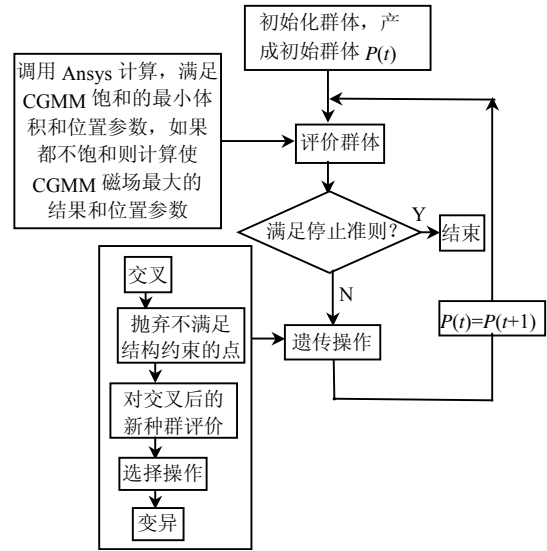 初始化群体，产
成初始群体 P(t)
调用 Ansys 计算，满足
CGMM 饱和的最小体
积和位置参数，如果
都不饱和则计算使
CGMM 磁场最大的
结果和位置参数
评价群体
满足停止准则？
Y
结束
N
遗传操作
P(t)=P(t+1)
交叉
抛弃不满足
结构约束的点
对交叉后的
新种群评价
选择操作
变异